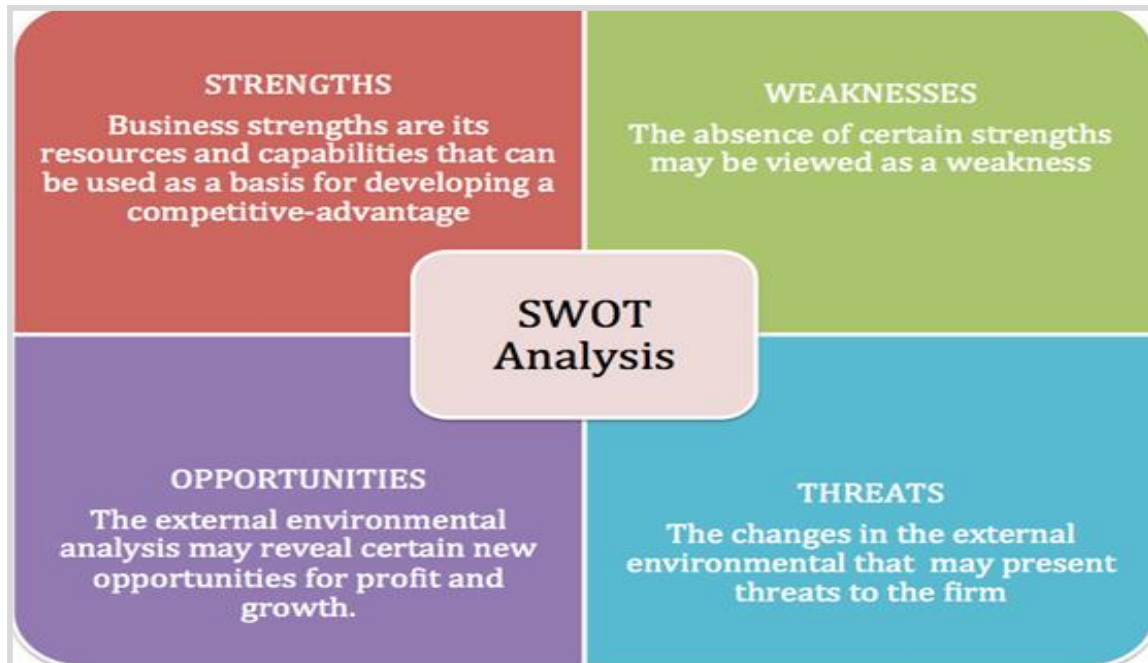 STRENGTHS
Business strengths are its
resources and capabilities that can
be used as a basis for developing a
competitive-advantage
WEAKNESSES
The absence of certain strengths
may be viewed as a weakness
SWOT
Analysis
OPPORTUNITIES
The external environmental
analysis may reveal certain new
opportunities for profit and
growth.
THREATS
The changes in the external
environmental that may present
threats to the firm